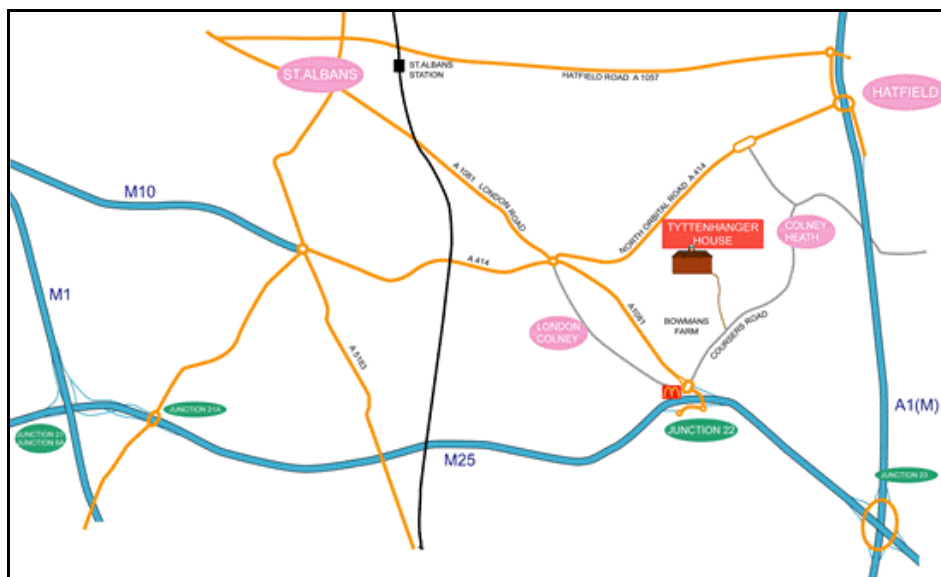 ST.ALBANS
ST.ALBANS
STATION
HATFIELD ROAD A 1057
HATFIELD
M10
A 1081 LONDON ROAD
NORTH ORBITAL ROAD A 414
TYTTENHANGER
HOUSE
COLNEY
HEATH
A 414
M1
A1081
LONDON
COLNEY
BOWMANS
FARM
COURSERS ROAD
A 5183
JUNCTION 21A
JUNCTION 21
JUNCTION 6A
M25
JUNCTION 22
A1(M)
JUNCTION 23